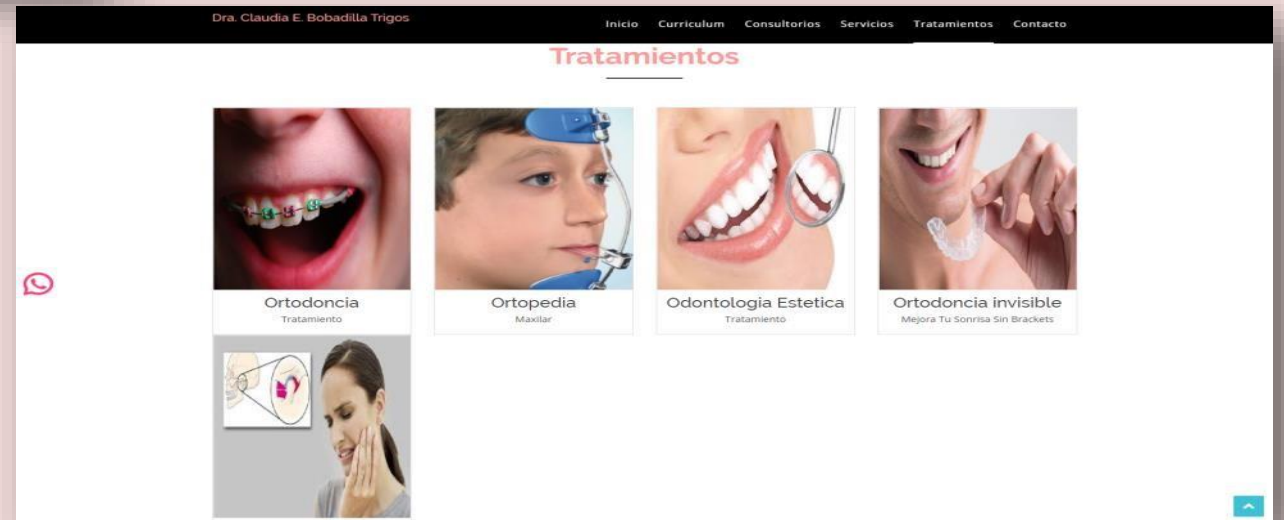 Dra. Claudia E. Bobadilla Trigos
Inicio Curriculum Consultorios Servicios Tratamientos Contacto
Tratamientos
Ortodoncia
Tratamiento
Ortopedia
Maxilar
Odontologia Estetica
Tratamiento
Ortodoncia invisible
Mejora Tu Sonrisa Sin Brackets